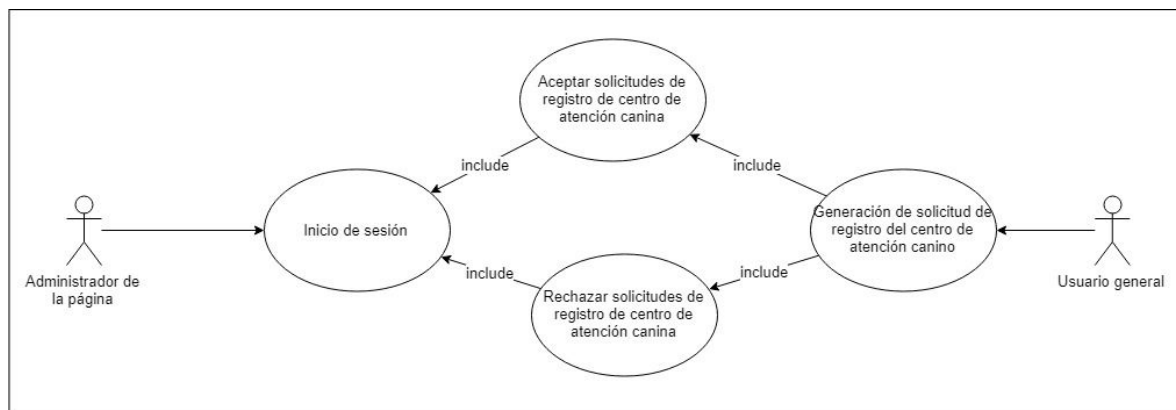 Aceptar solicitudes de
registro de centro de
atención canina
include
include
Inicio de sesión
Generación de solicitud de
registro del centro de
atención canino
Administrador de
la página
Usuario general
include
include
Rechazar solicitudes de
registro de centro de
atención canina